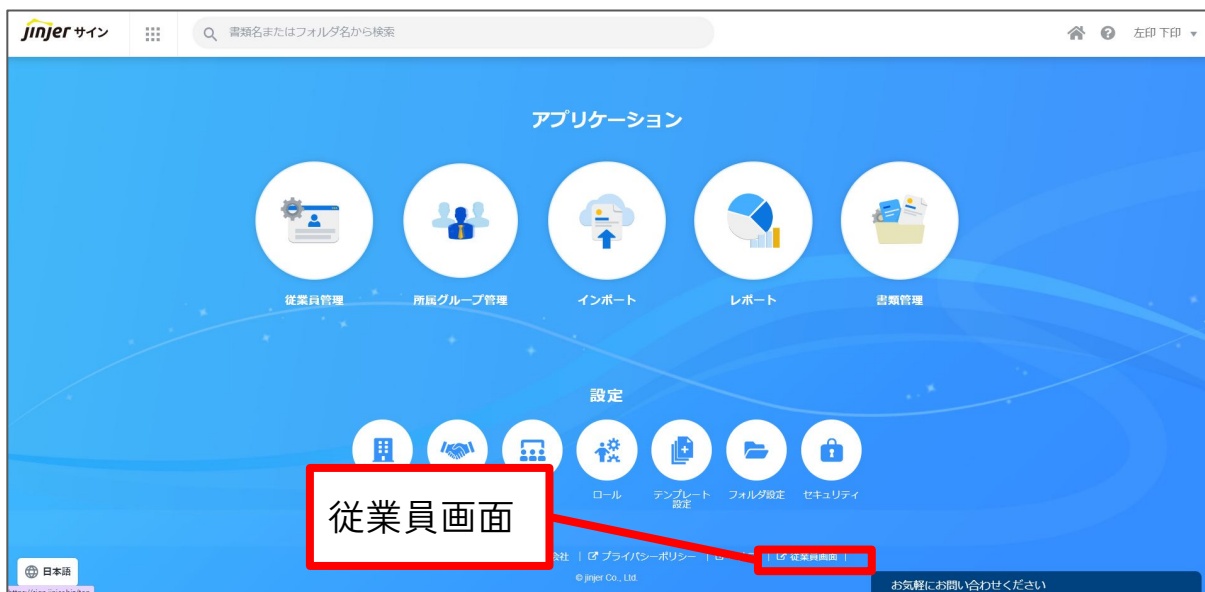 jinjer サイン
書類名またはフォルダ名から検索
左印 下印
アプリケーション
従業員管理
所属グループ管理
インポート
レポート
書類管理
設定
ロール
テンプレート
設定
フォルダ設定
セキュリティ
従業員画面
会社 | プライバシーポリシー | | 従業員画面 |
© jinjer Co., Ltd.
日本語
お気軽にお問い合わせください